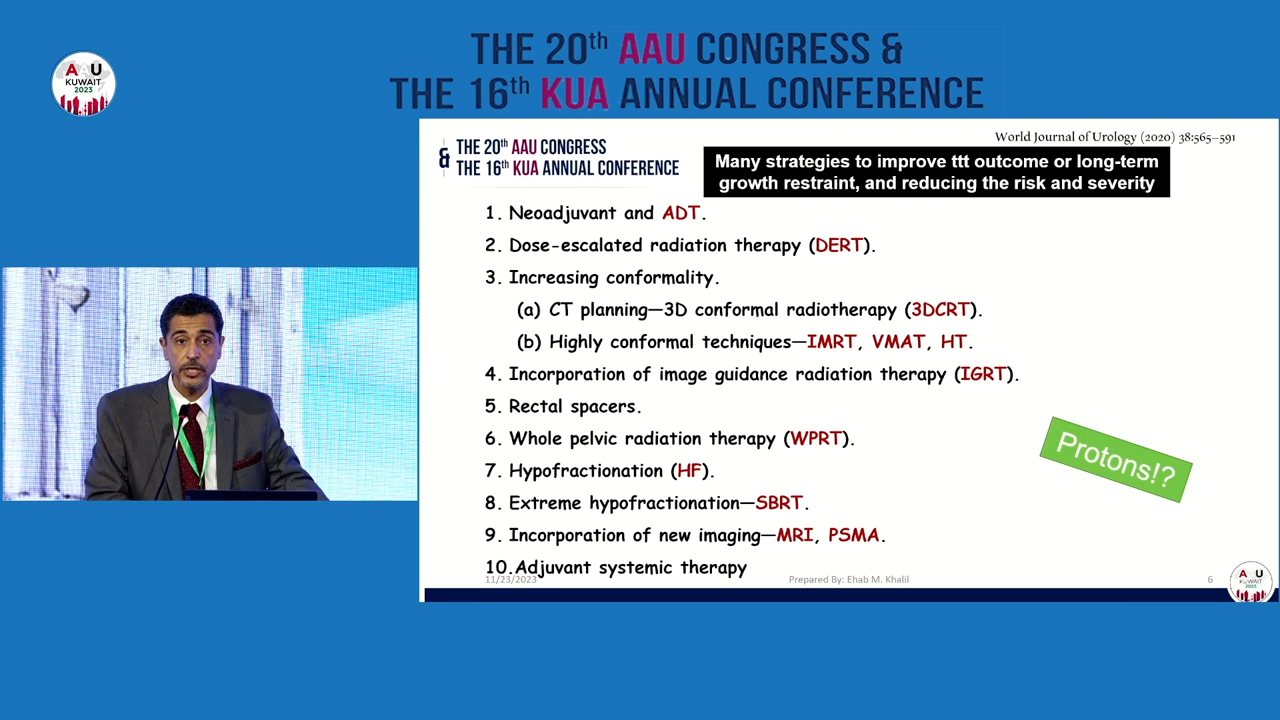 THE 20th AAU CONGRESS &
THE 16th KUA ANNUAL CONFERENCE
AAU
KUWAIT
2023
World Journal of Urology (2020) 38:565–591
& THE 20th AAU CONGRESS
THE 16th KUA ANNUAL CONFERENCE
Many strategies to improve ttt outcome or long-term
growth restraint, and reducing the risk and severity
1. Neoadjuvant and ADT.
2. Dose-escalated radiation therapy (DERT).
3. Increasing conformality.
(a) CT planning—3D conformal radiotherapy (3DCRT).
(b) Highly conformal techniques—IMRT, VMAT, HT.
4. Incorporation of image guidance radiation therapy (IGRT).
5. Rectal spacers.
6. Whole pelvic radiation therapy (WPRT).
7. Hypofractionation (HF).
8. Extreme hypofractionation—SBRT.
9. Incorporation of new imaging—MRI, PSMA.
10.Adjuvant systemic therapy
Protons!?
11/23/2023
Prepared By: Ehab M. Khalil
6
AAU
KUWAIT
2023